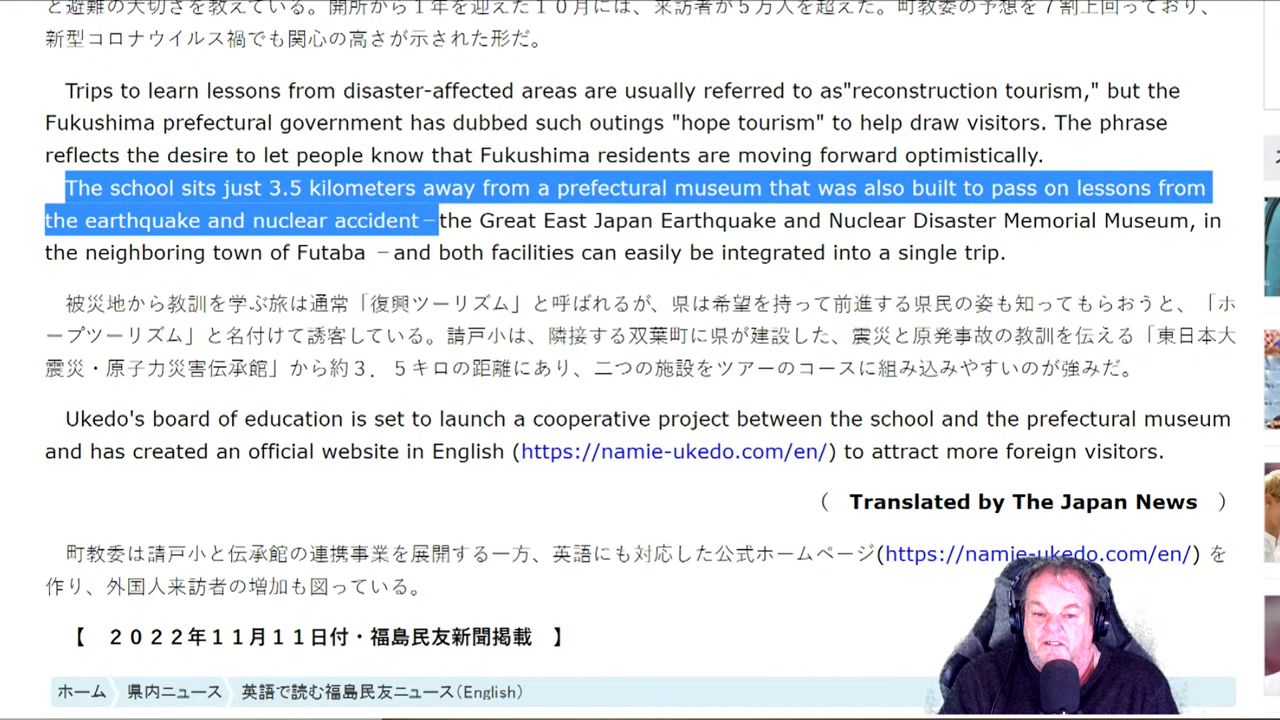 と避難の大切さを教えている。開所から１年を迎えた１０月には、来訪者が５万人を超えた。町教委の予想を７割上回っており、
新型コロナウイルス禍でも関心の高さが示された形だ。
Trips to learn lessons from disaster-affected areas are usually referred to as"reconstruction tourism," but the
Fukushima prefectural government has dubbed such outings "hope tourism" to help draw visitors. The phrase
reflects the desire to let people know that Fukushima residents are moving forward optimistically.
The school sits just 3.5 kilometers away from a prefectural museum that was also built to pass on lessons from
the earthquake and nuclear accident－the Great East Japan Earthquake and Nuclear Disaster Memorial Museum, in
the neighboring town of Futaba －and both facilities can easily be integrated into a single trip.
被災地から教訓を学ぶ旅は通常「復興ツーリズム」と呼ばれるが、県は希望を持って前進する県民の姿も知ってもらおうと、「ホ
ープツーリズム」と名付けて誘客している。請戸小は、隣接する双葉町に県が建設した、震災と原発事故の教訓を伝える「東日本大
震災・原子力災害伝承館」から約３．５キロの距離にあり、二つの施設をツアーのコースに組み込みやすいのが強みだ。
Ukedo's board of education is set to launch a cooperative project between the school and the prefectural museum
and has created an official website in English (https://namie-ukedo.com/en/) to attract more foreign visitors.
（ Translated by The Japan News ）
町教委は請戸小と伝承館の連携事業を展開する一方、英語にも対応した公式ホームページ(https://namie-ukedo.com/en/) を
作り、外国人来訪者の増加も図っている。
【 ２０２２年１１月１１日付・福島民友新聞掲載 】
ホーム 県内ニュース 英語で読む福島民友ニュース（English）